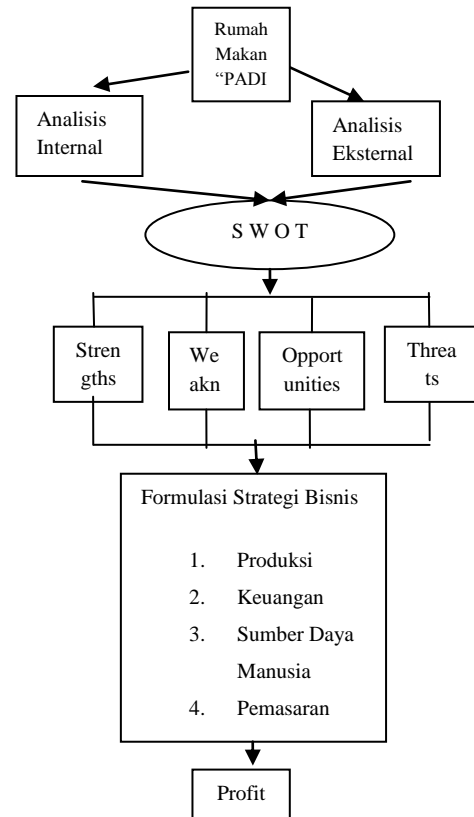 Rumah
Makan
“PADI
Analisis
Internal
Analisis
Eksternal
S W O T
Stren
gths
We
akn
Opport
unities
Threa
ts
Formulasi Strategi Bisnis
1. Produksi
2. Keuangan
3. Sumber Daya
Manusia
4. Pemasaran
Profit